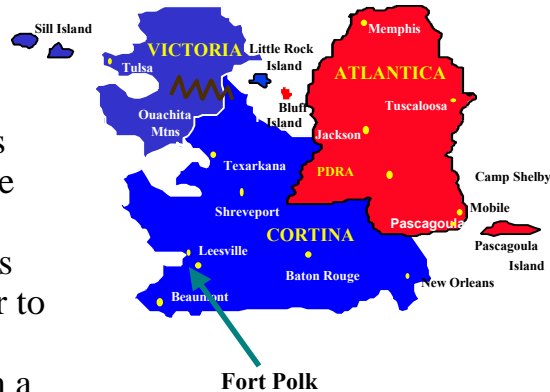 Sill Island
VICTORIA
Little Rock
Island
Memphis
Tulsa
ATLANTICA
Ouachita
Mtns
Bluff
Island
Tuscaloosa
Jackson
s
Texarkana
PDRA
e
Camp Shelby
Shreveport
Mobile
Pascagoula
CORTINA
Pascagoula
Island
s
Leesville
Baton Rouge
New Orleans
r to
Beaumont
n a
Fort Polk